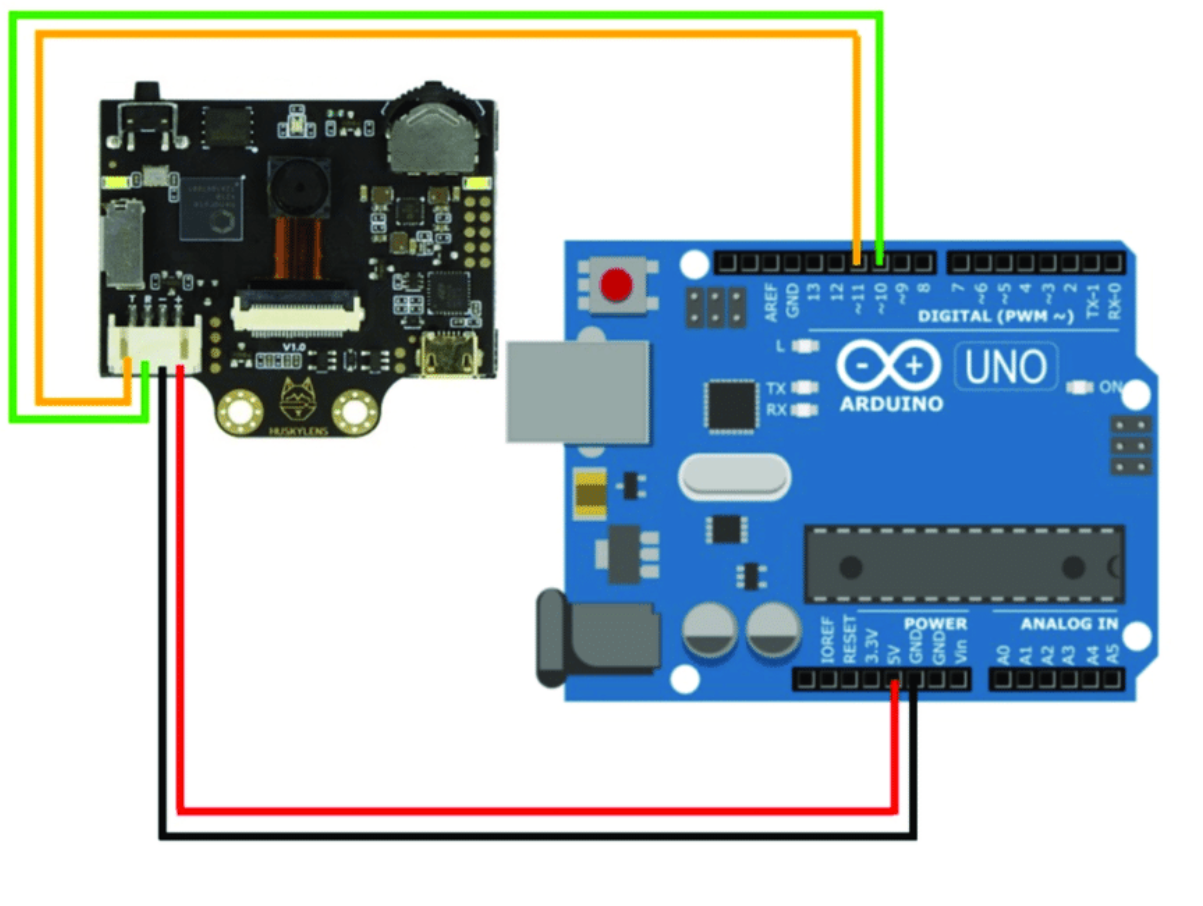 T R − +
V1.0
HUSKYLENS
AREF
GND
13
12
~11
~10
~9
8
7
~6
~5
4
~3
2
TX-1
RX-0
DIGITAL (PWM ~)
L
TX
RX
- +
UNO
ARDUINO
ON
POWER
ANALOG IN
IOREF
RESET
3.3V
5V
GND
GND
Vin
A0
A1
A2
A3
A4
A5